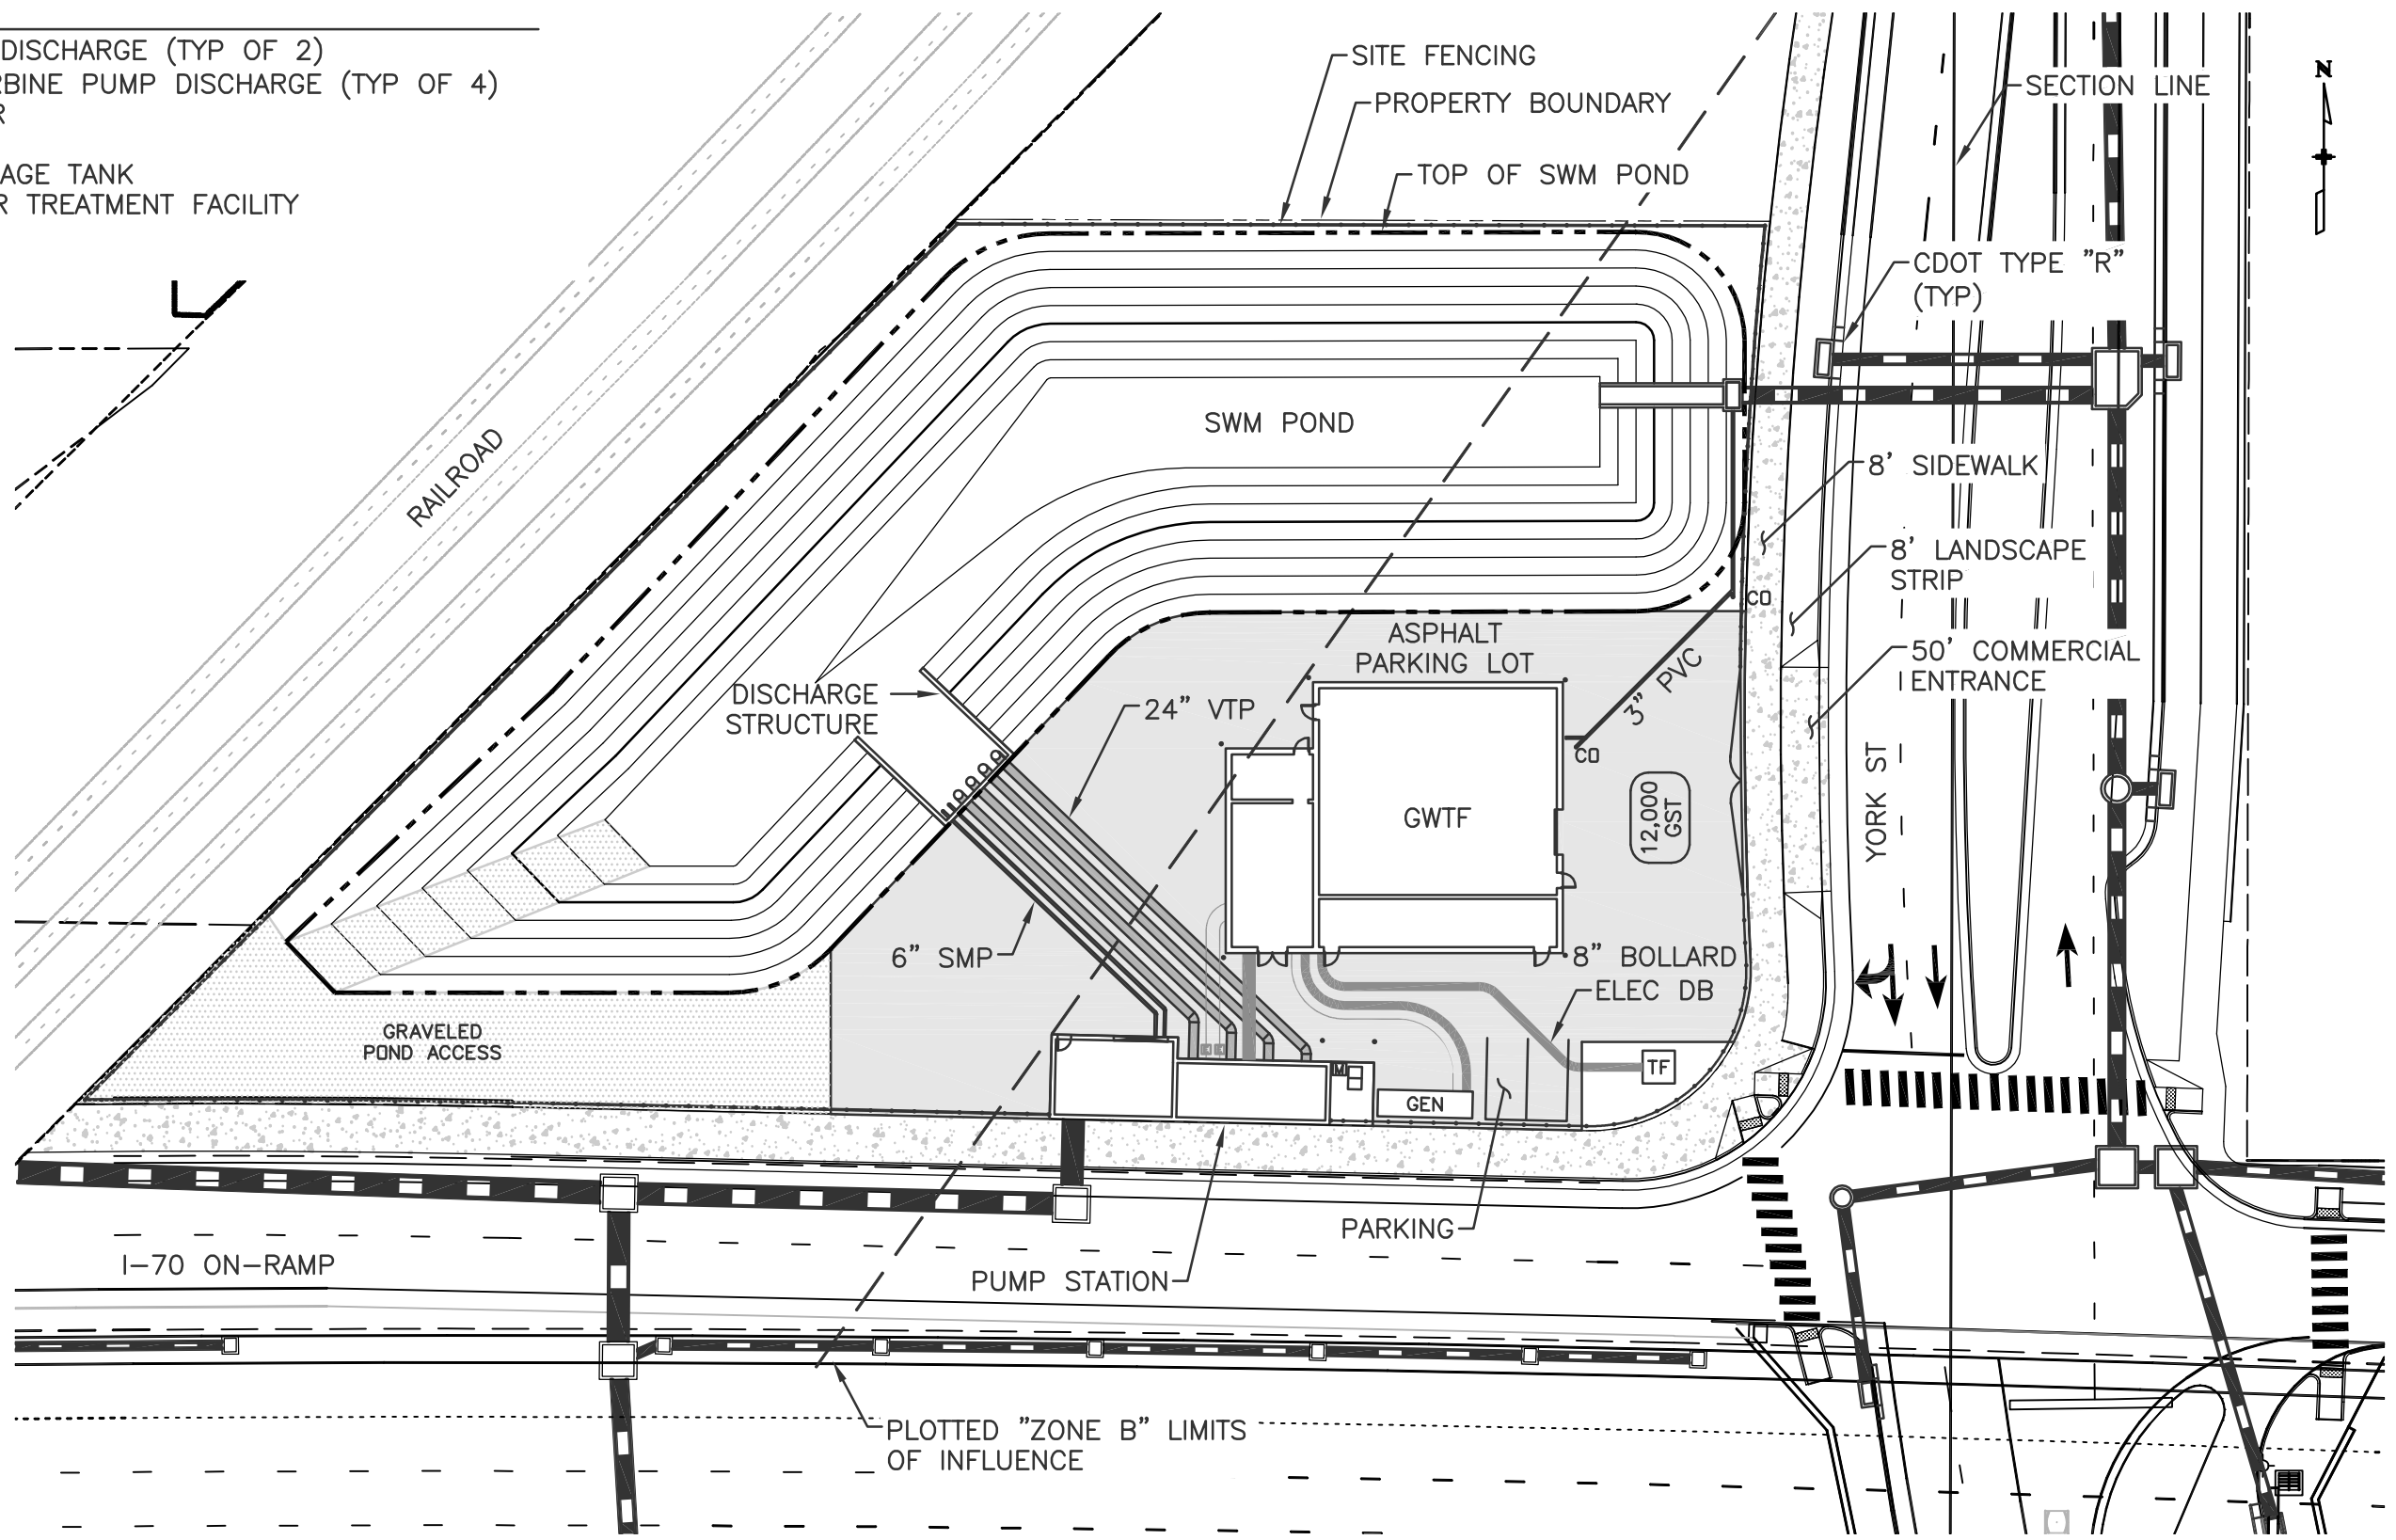 DISCHARGE (TYP OF 2)
RBINE PUMP DISCHARGE (TYP OF 4)
R
AGE TANK
R TREATMENT FACILITY
SITE FENCING
PROPERTY BOUNDARY
TOP OF SWM POND
SECTION LINE
N
CDOT TYPE "R"
(TYP)
RAILROAD
SWM POND
8' SIDEWALK
8' LANDSCAPE
STRIP
CO
ASPHALT
PARKING LOT
50' COMMERCIAL
ENTRANCE
3" PVC
CO
DISCHARGE
STRUCTURE
24" VTP
GWTF
12,000
GST
YORK ST
6" SMP
8" BOLLARD
ELEC DB
GRAVELED
POND ACCESS
M
TF
GEN
PARKING
PUMP STATION
I-70 ON-RAMP
PLOTTED "ZONE B" LIMITS
OF INFLUENCE